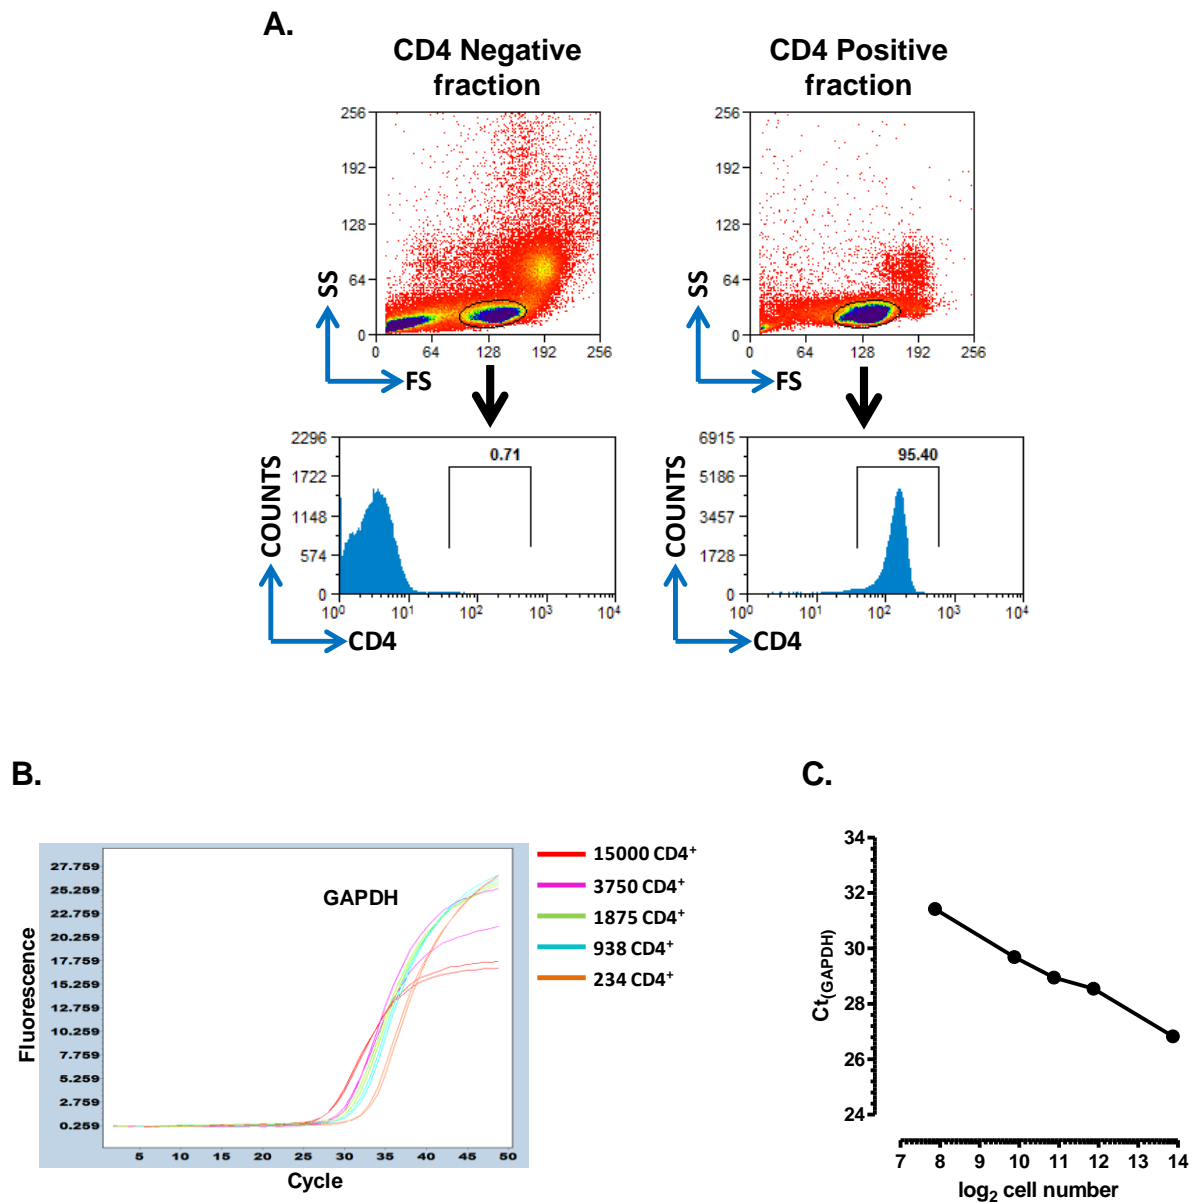 A.
CD4 Negative fraction
CD4 Positive fraction
256
192
128
64
0
SS
0 64 128 192 256
FS
256
192
128
64
0
SS
0 64 128 192 256
FS
2296
1722
1148
574
0
COUNTS
0.71
10⁰ 10¹ 10² 10³ 10⁴
CD4
6915
5186
3457
1728
0
COUNTS
95.40
10⁰ 10¹ 10² 10³ 10⁴
CD4
B.
27.759
25.259
22.759
20.259
17.759
15.259
12.759
10.259
7.759
5.259
2.759
0.259
Fluorescence
GAPDH
5 10 15 20 25 30 35 40 45 50
Cycle
15000 CD4⁺
3750 CD4⁺
1875 CD4⁺
938 CD4⁺
234 CD4⁺
C.
34
32
30
28
26
24
Ct(GAPDH)
7 8 9 10 11 12 13 14
log₂ cell number